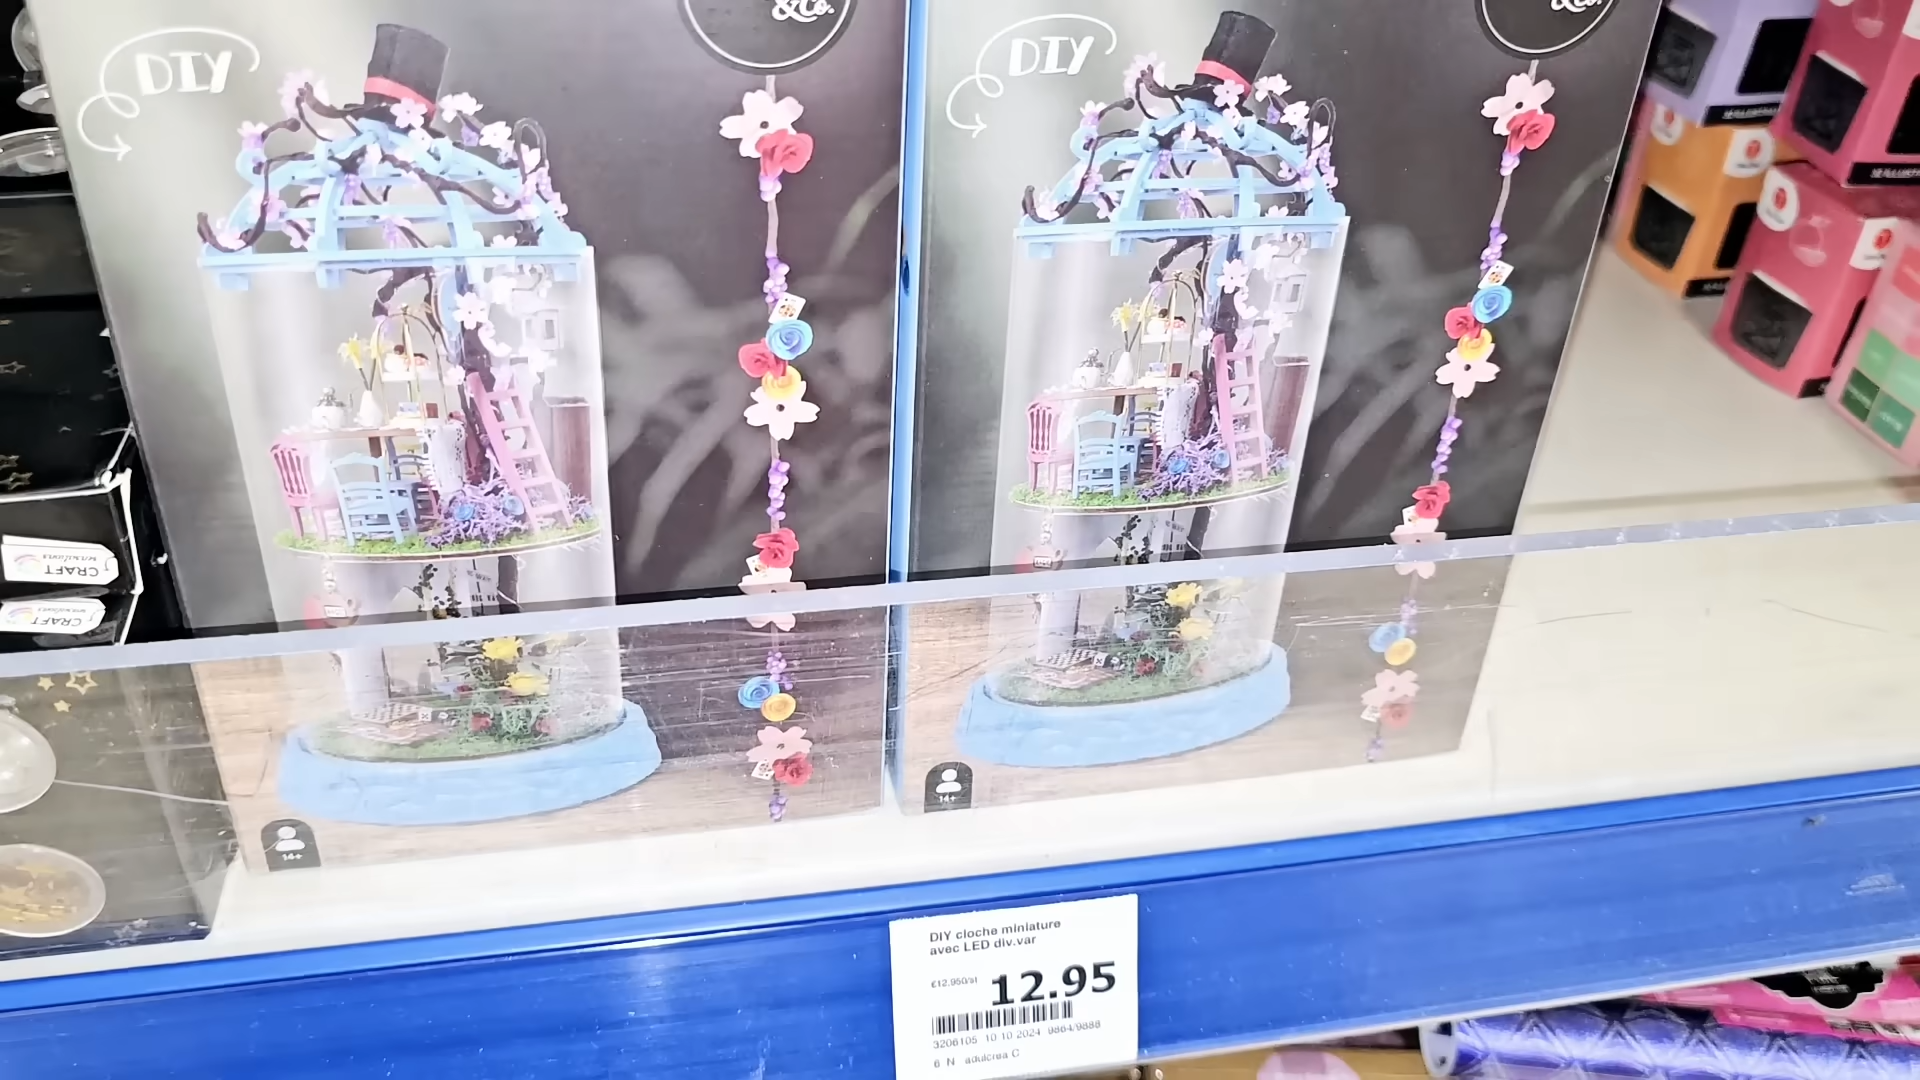 &Co.
&Co.
DIY
DIY
CRAFT
CRAFT
14+
14+
DIY cloche miniature
avec LED div.var
€12.950/st
12.95
3206105 10 10 2024 9864/9888
6 N adulcrea C